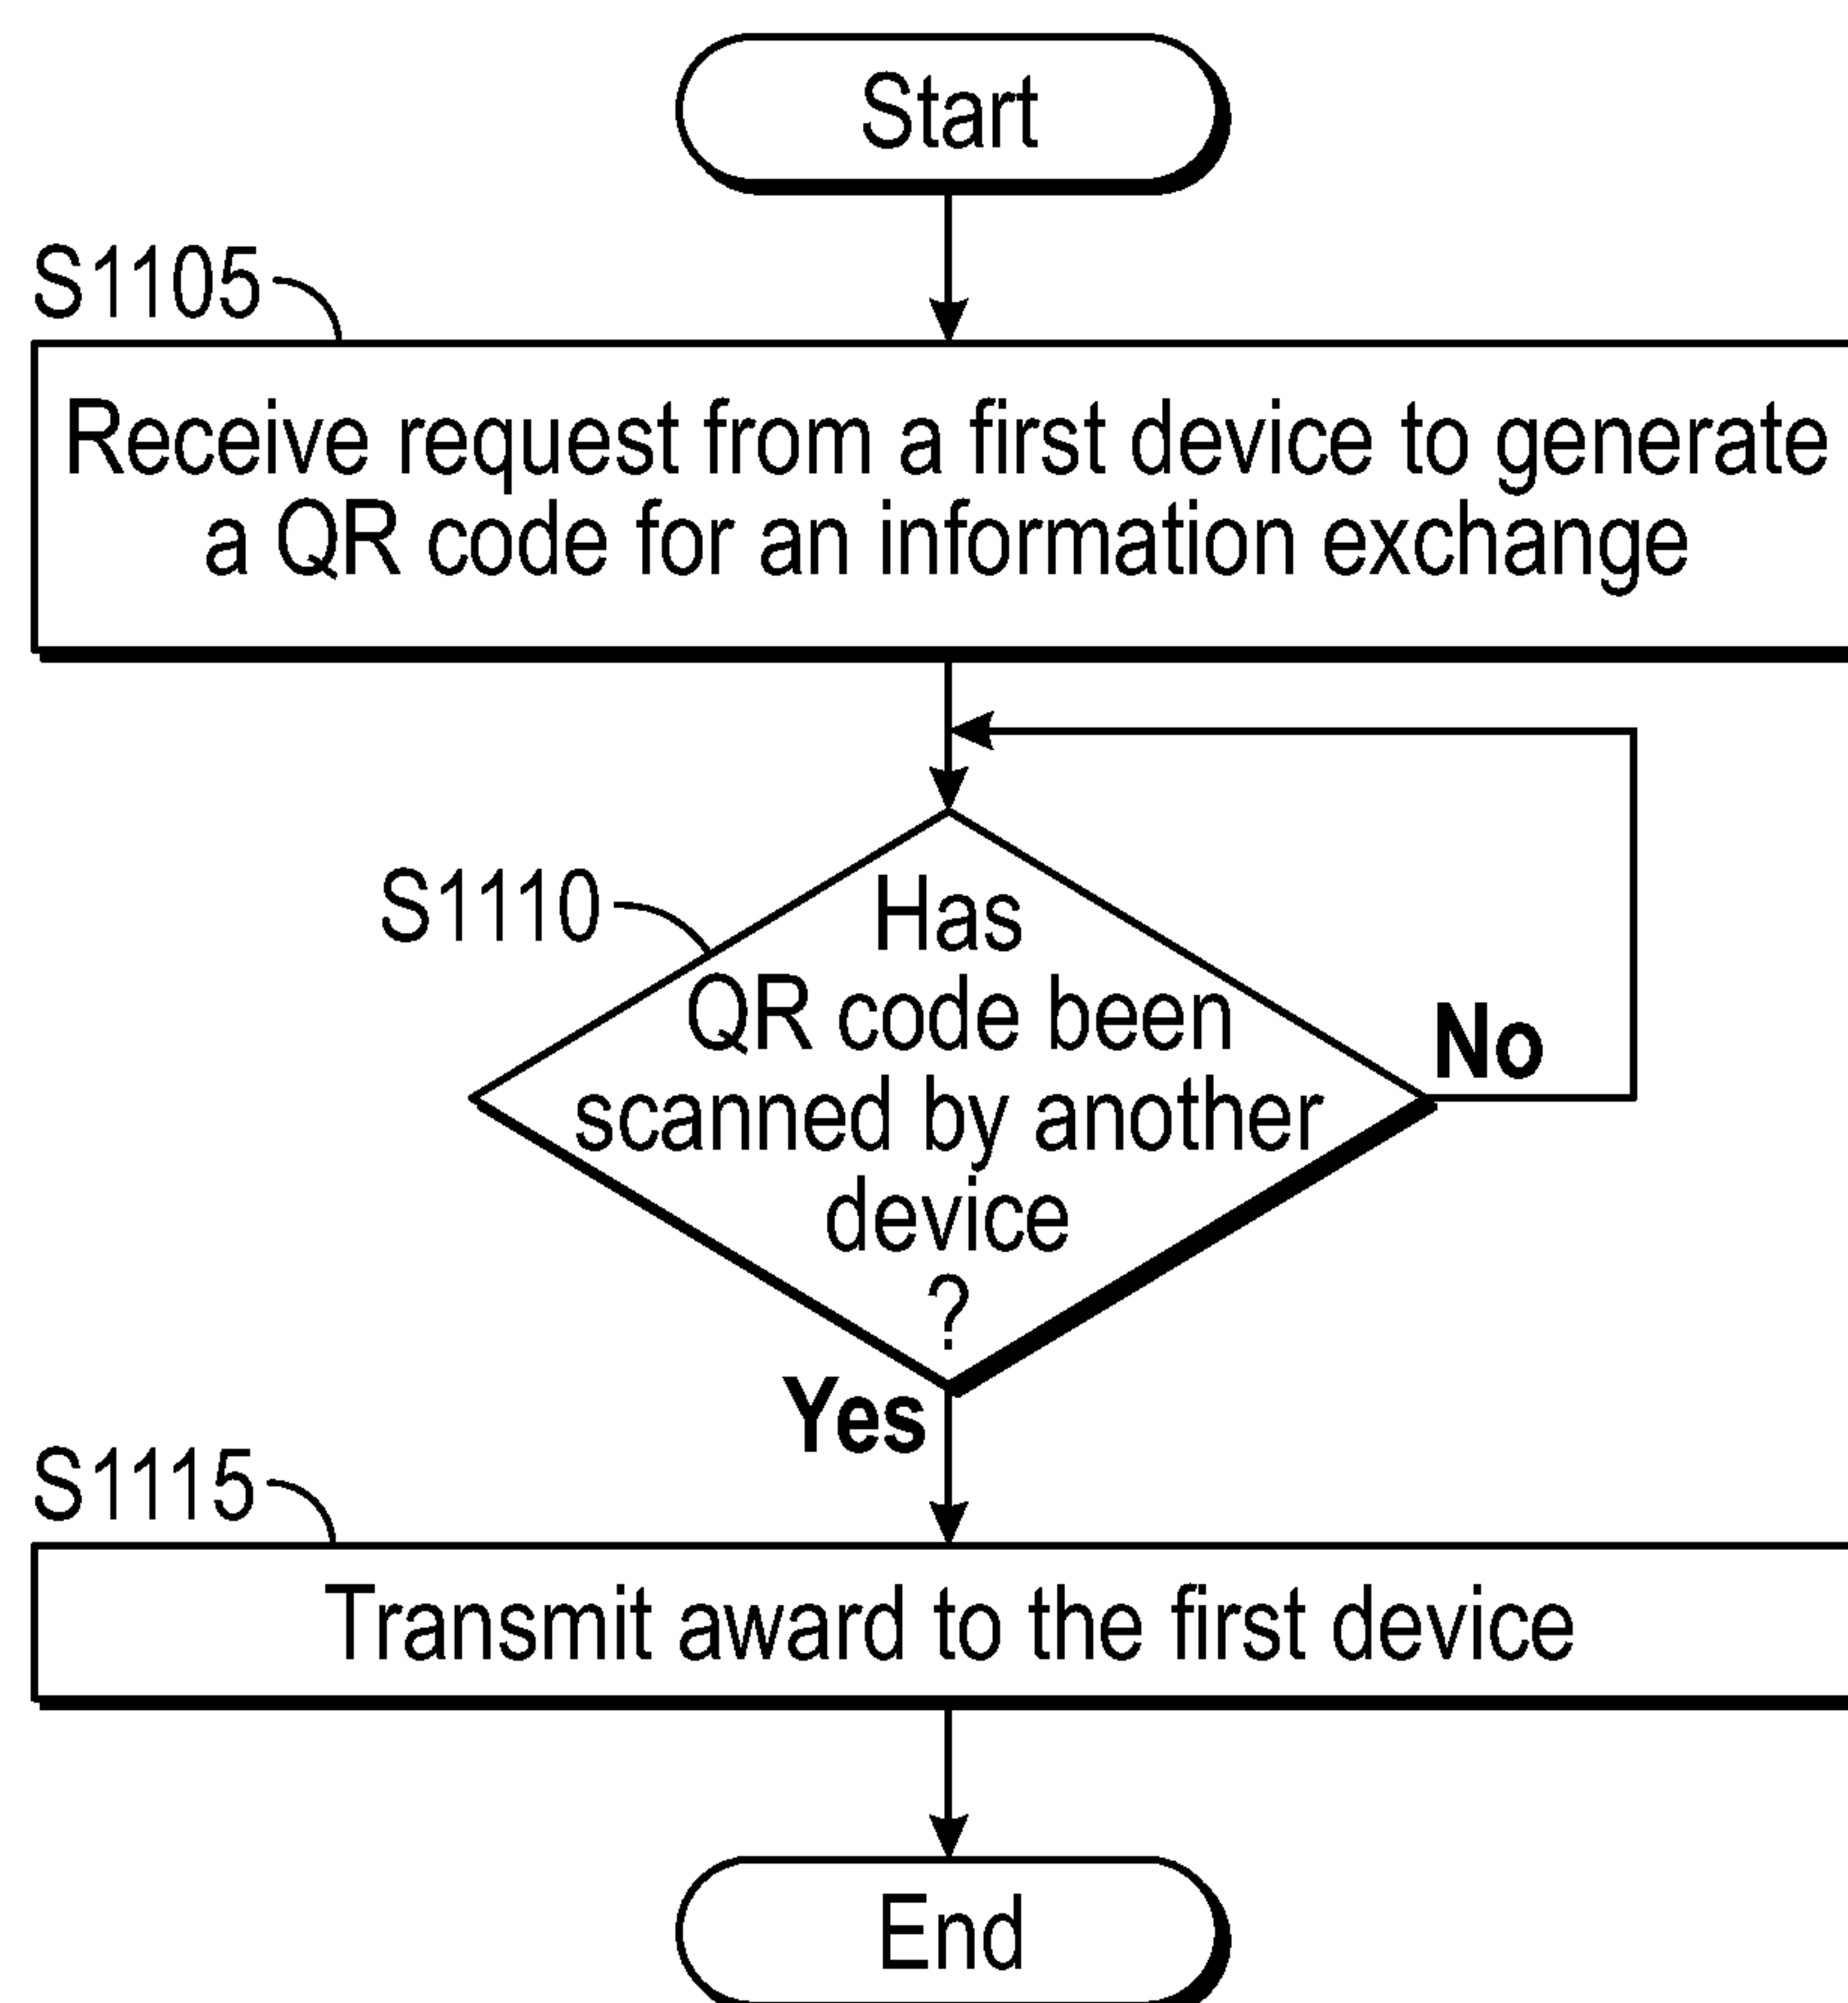 Start
S1105
Receive request from a first device to generate
a QR code for an information exchange
S1110
Has
QR code been
scanned by another
device
?
No
Yes
S1115
Transmit award to the first device
End